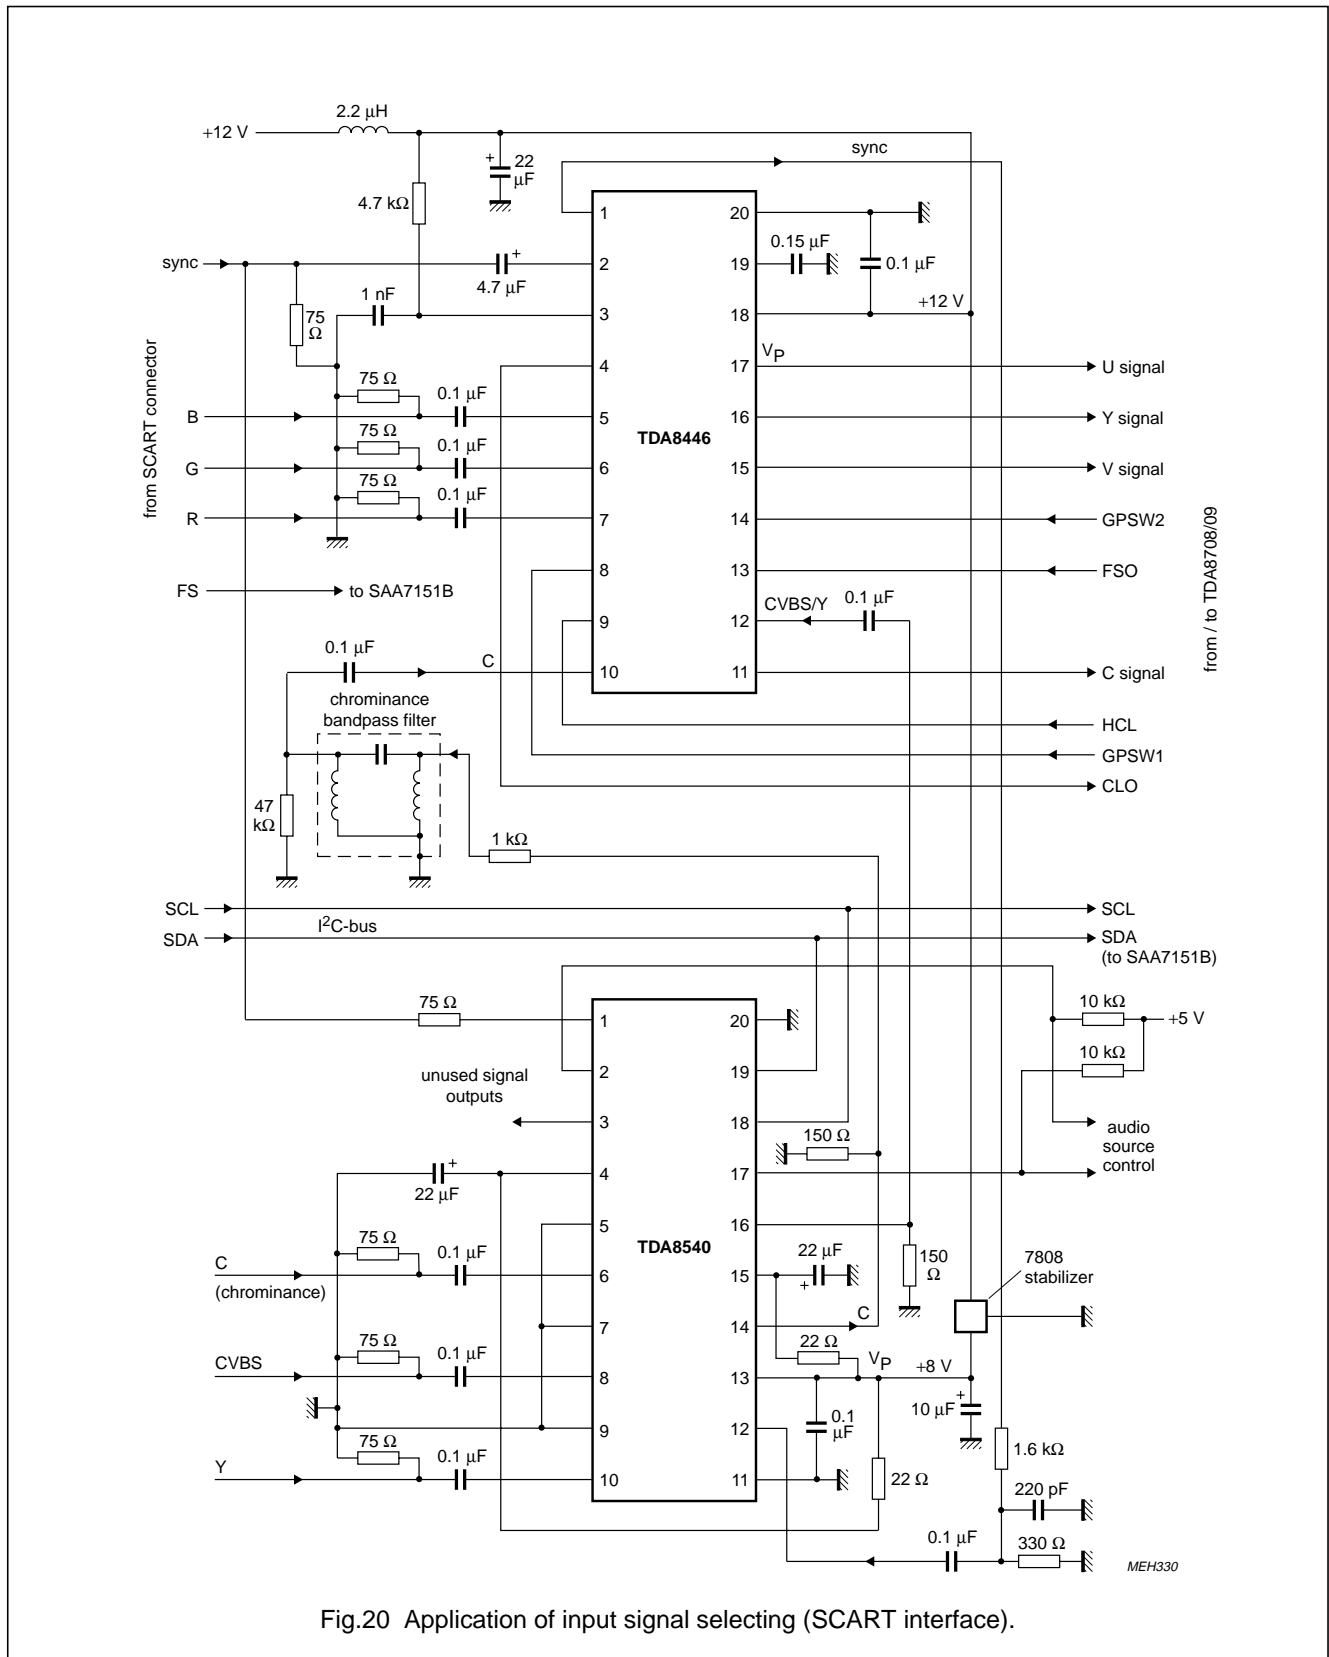 2.2 µH
+12 V
sync
+
22
µF
4.7 kΩ
1
20
0.15 µF
sync
+
2
19
4.7 µF
0.1 µF
1 nF
+12 V
75
Ω
3
18
VP
4
17
U signal
75 Ω
0.1 µF
B
5
16
Y signal
TDA8446
75 Ω
0.1 µF
G
6
15
V signal
75 Ω
0.1 µF
R
7
14
GPSW2
from SCART connector
from / to TDA8708/09
8
13
FSO
FS
to SAA7151B
CVBS/Y
0.1 µF
9
12
0.1 µF
C
10
11
C signal
chrominance
bandpass filter
HCL
GPSW1
CLO
47
kΩ
1 kΩ
SCL
SCL
I2C-bus
SDA
SDA
(to SAA7151B)
75 Ω
10 kΩ
1
20
+5 V
10 kΩ
unused signal
outputs
2
19
3
18
audio
source
control
150 Ω
+
4
17
22 µF
5
16
75 Ω
0.1 µF
TDA8540
22 µF
150
Ω
7808
stabilizer
C
(chrominance)
6
15
+
7
14
C
75 Ω
0.1 µF
22 Ω
VP
+8 V
CVBS
8
13
+
10 µF
0.1
µF
9
12
75 Ω
0.1 µF
1.6 kΩ
Y
10
11
22 Ω
220 pF
0.1 µF
330 Ω
MEH330
Fig.20 Application of input signal selecting (SCART interface).